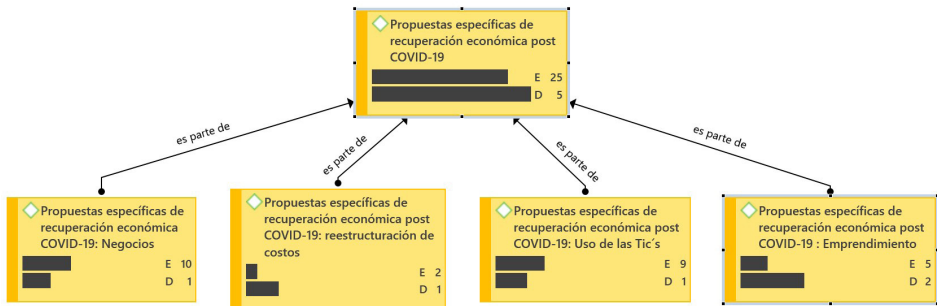 Propuestas específicas de
recuperación económica post
COVID-19
E 25
D 5
es parte de
es parte de
es parte de
es parte de
Propuestas específicas de
recuperación económica
COVID-19: Negocios
E 10
D 1
Propuestas específicas de
recuperación económica post
COVID-19: reestructuración de
costos
E 2
D 1
Propuestas específicas de
recuperación económica post
COVID-19: Uso de las Tic´s
E 9
D 1
Propuestas específicas de
recuperación económica post
COVID-19 : Emprendimiento
E 5
D 2